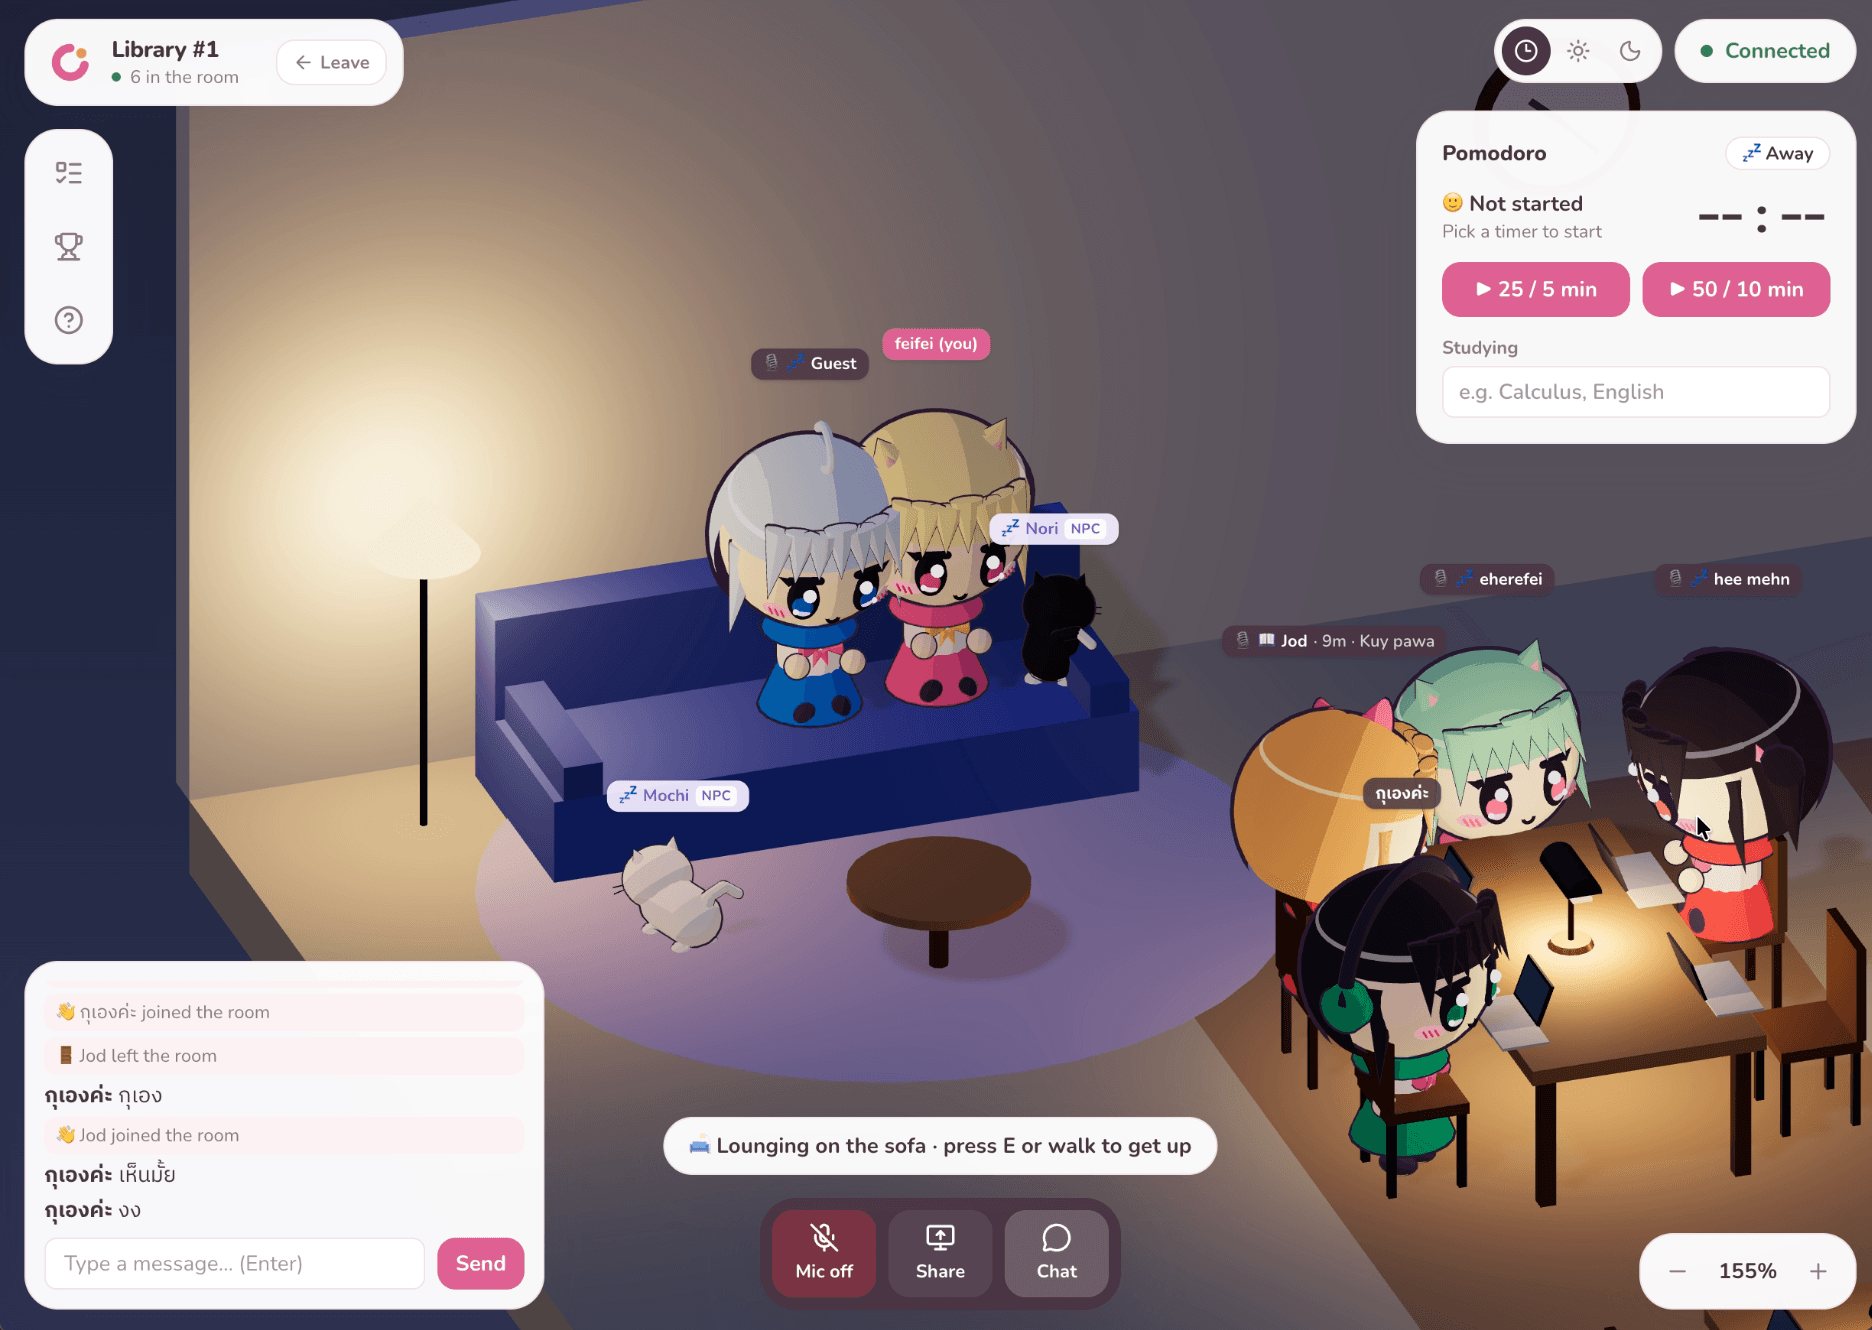 Library #1
6 in the room
Leave
Connected
Pomodoro
💤 Away
🙂 Not started
Pick a timer to start
--:--
▶ 25 / 5 min
▶ 50 / 10 min
Studying
e.g. Calculus, English
💤 Guest
feifei (you)
💤 Nori NPC
💤 eherefei
💤 hee mehn
Jod · 9m · Kuy pawa
กุเองค่ะ
💤 Mochi NPC
👋 กุเองค่ะ joined the room
🚪 Jod left the room
กุเองค่ะ กุเอง
👋 Jod joined the room
กุเองค่ะ เห็นมั้ย
กุเองค่ะ งง
Type a message... (Enter)
Send
🛋️ Lounging on the sofa · press E or walk to get up
Mic off
Share
Chat
− 155% +